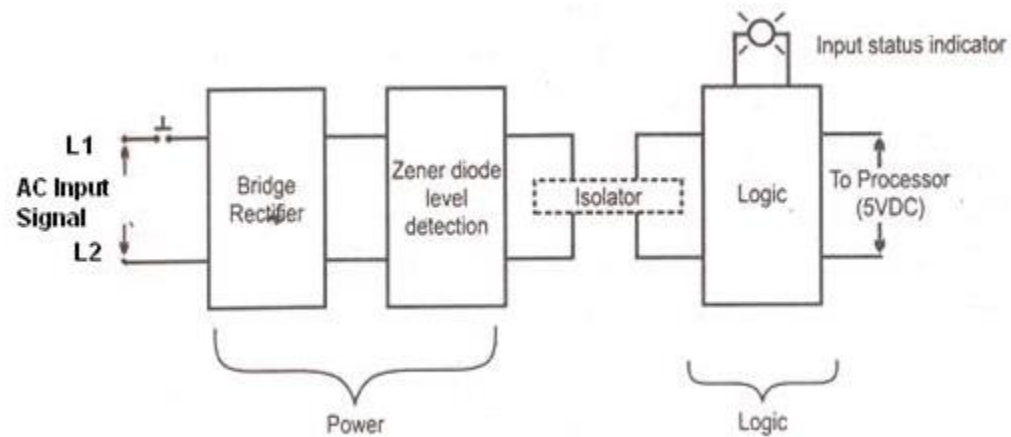 Input status indicator
L1
AC Input
Signal
L2
Bridge
Rectifier
Zener diode
level
detection
Isolator
Logic
To Processor
(5VDC)
Power
Logic